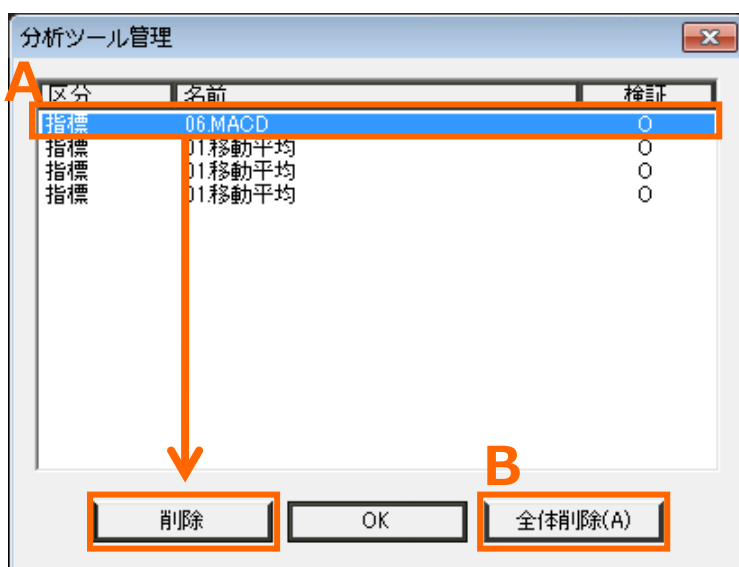 分析ツール管理
A
区分 名前 検証
指標 06.MACD O
指標 01.移動平均 O
指標 01.移動平均 O
指標 01.移動平均 O
B
削除 OK 全体削除(A)